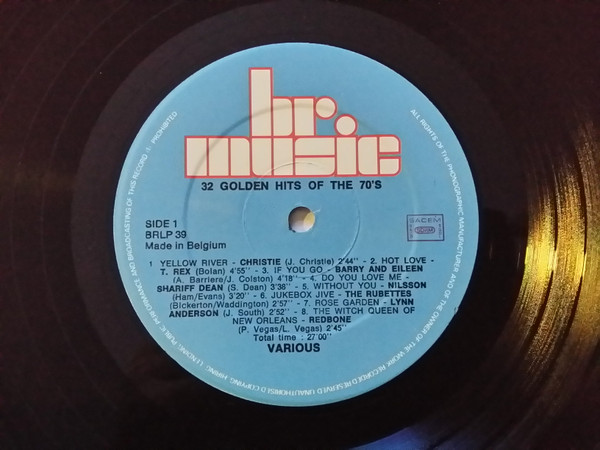 br.
music
32 GOLDEN HITS OF THE 70'S
SIDE 1
BRLP 39
Made in Belgium
SACEM
1 YELLOW RIVER - CHRISTIE (J. Christie) 2'44" - 2. HOT LOVE -
T. REX (Bolan) 4'55" - 3. IF YOU GO - BARRY AND EILEEN
(A. Barriere/J. Colston) 4'18" - 4. DO YOU LOVE ME -
SHARIFF DEAN (S. Dean) 3'38" - 5. WITHOUT YOU - NILSSON
(Ham/Evans) 3'20" - 6. JUKEBOX JIVE - THE RUBETTES
(Bickerton/Waddington) 2'57" - 7. ROSE GARDEN - LYNN
ANDERSON (J. South) 2'52" - 8. THE WITCH QUEEN OF
NEW ORLEANS - REDBONE
(P. Vegas/L. Vegas) 2'45"
Total time : 27'00"
VARIOUS
ALL RIGHTS OF THE PHONOGRAPHIC MANUFACTURER AND OF THE OWNER OF THE WORK RECORDED RESERVED UNAUTHORISED COPYING, HIRING, LENDING, PUBLIC PERFORMANCE AND BROADCASTING OF THIS RECORD PROHIBITED